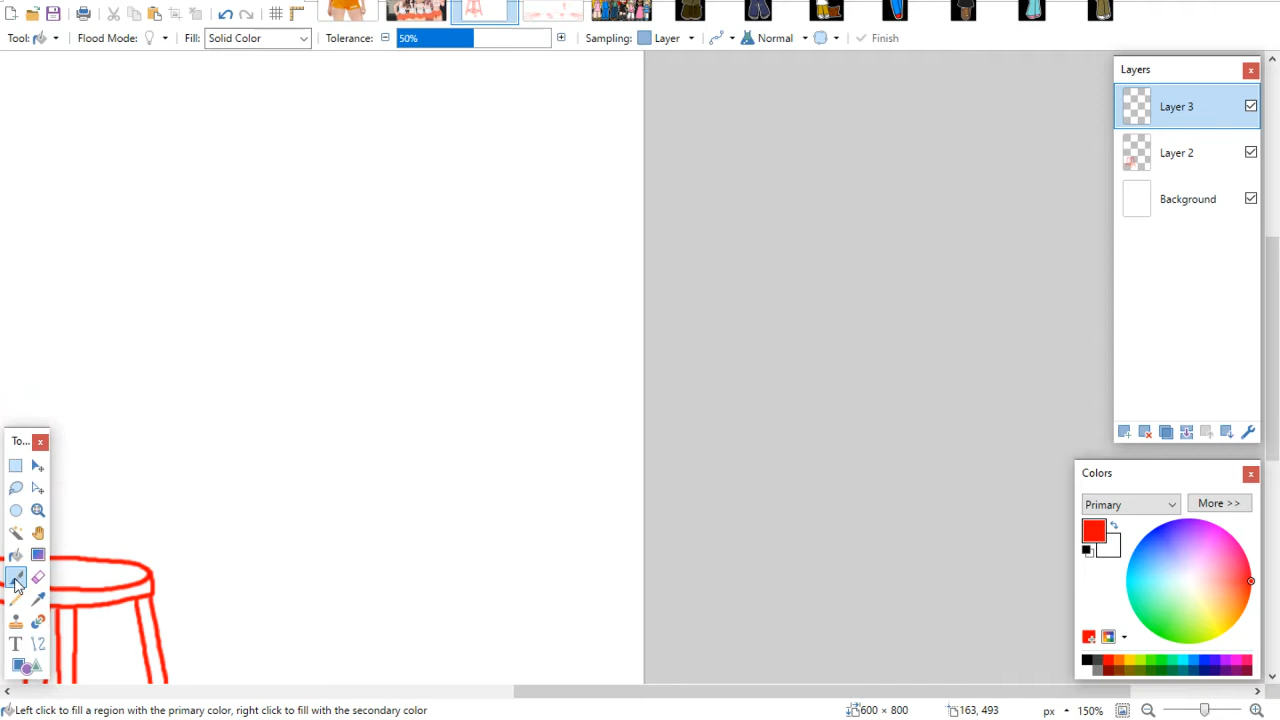 Tool:
Flood Mode:
Fill:
Solid Color
Tolerance:
50%
Sampling:
Layer
Normal
Finish
Layers
Layer 3
Layer 2
Background
To...
T
Colors
Primary
More >>
Left click to fill a region with the primary color, right click to fill with the secondary color
600 × 800
163, 493
px
150%